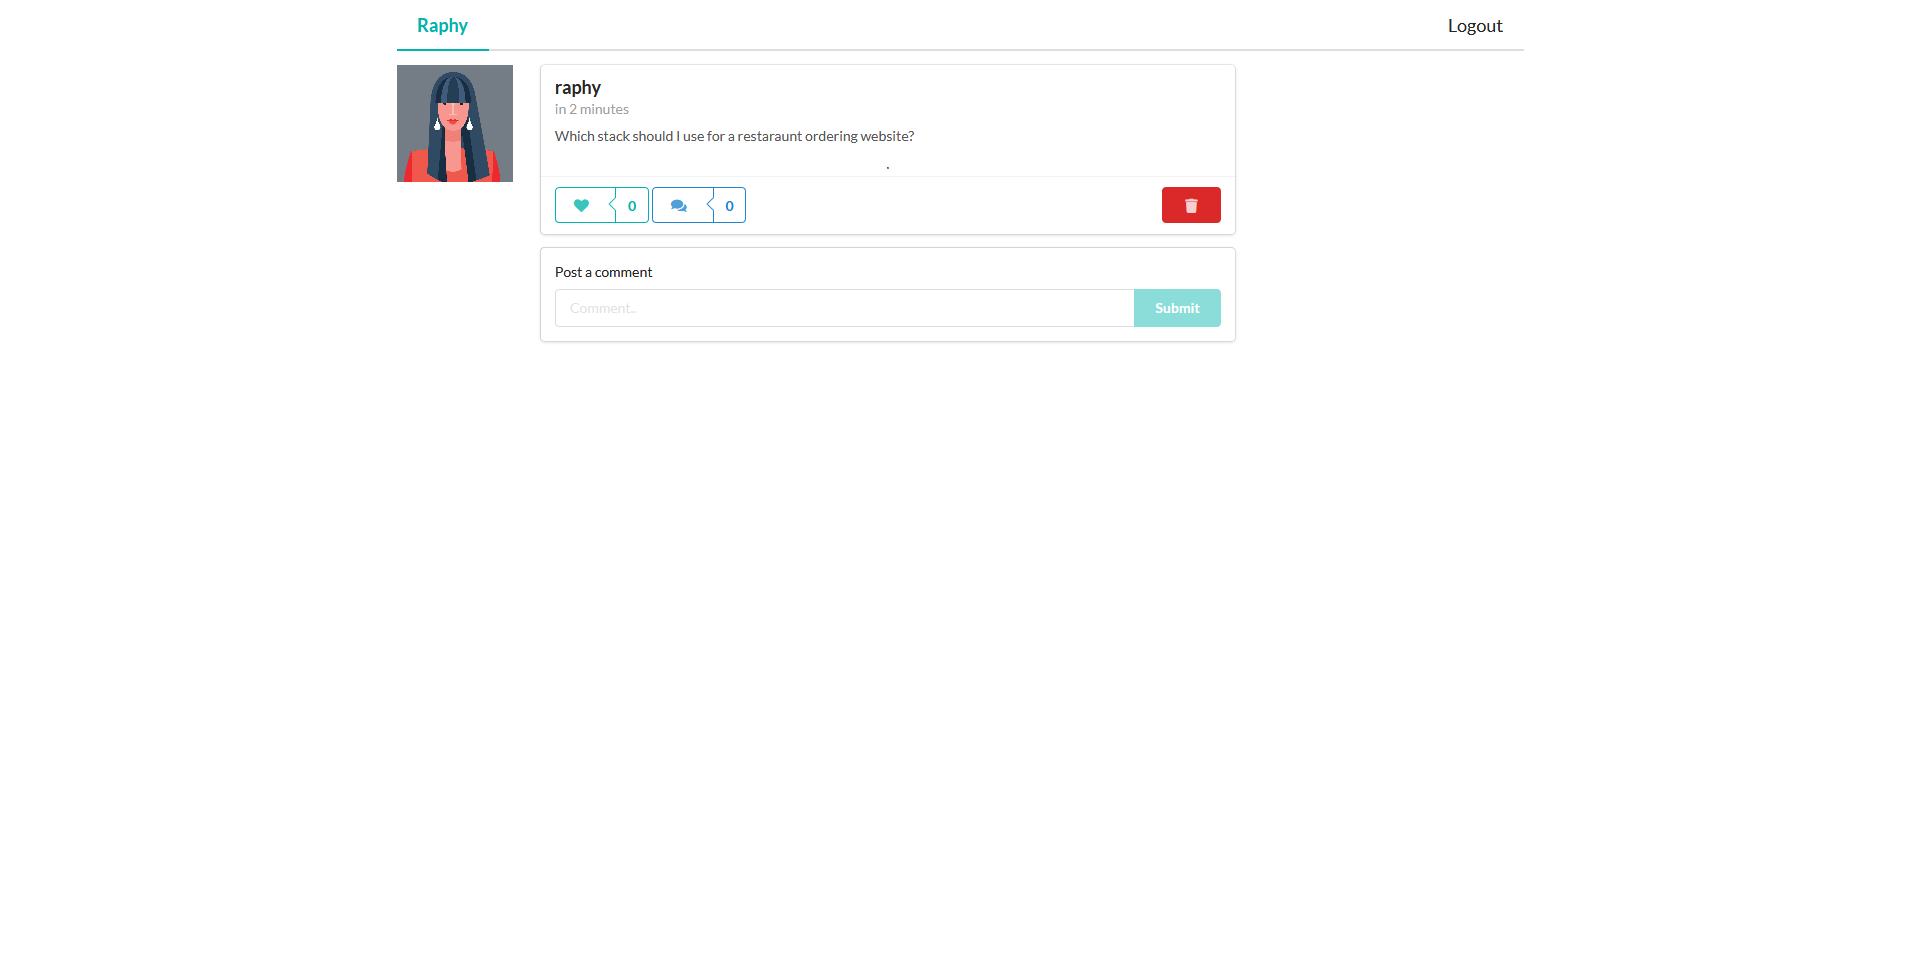 Raphy Logout
raphy
in 2 minutes
Which stack should I use for a restaraunt ordering website?
.
0 0
Post a comment
Comment..
Submit